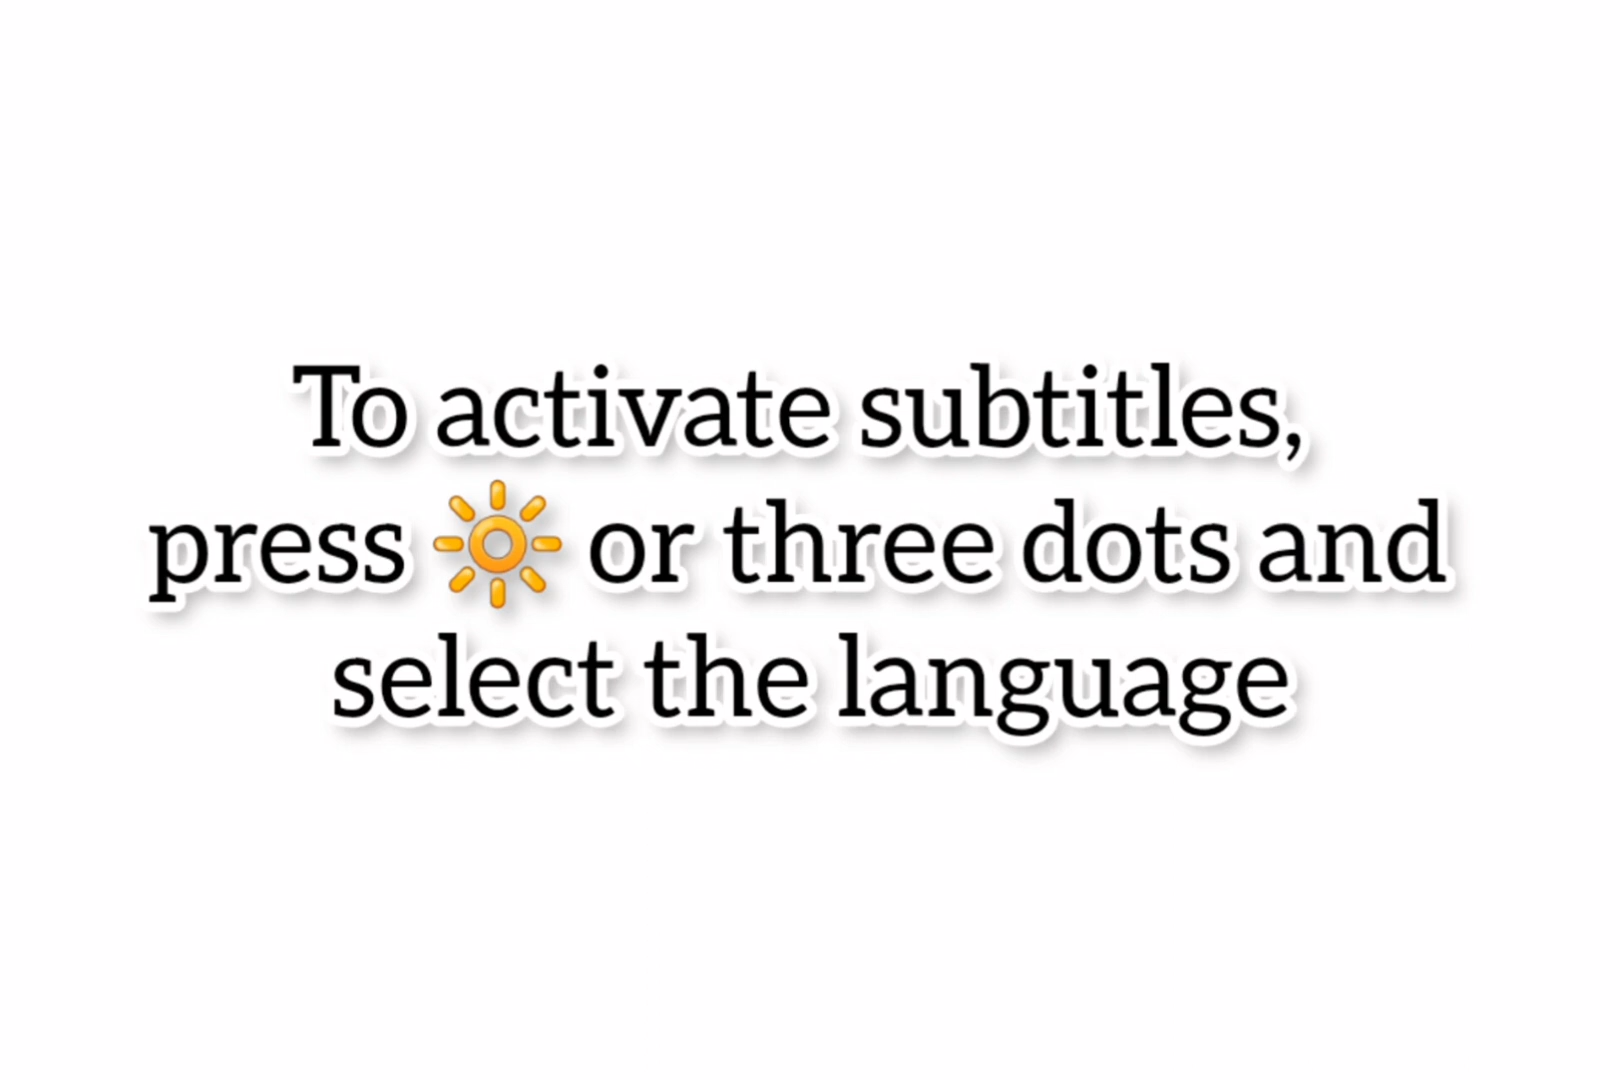 To activate subtitles,
press 🔆 or three dots and
select the language